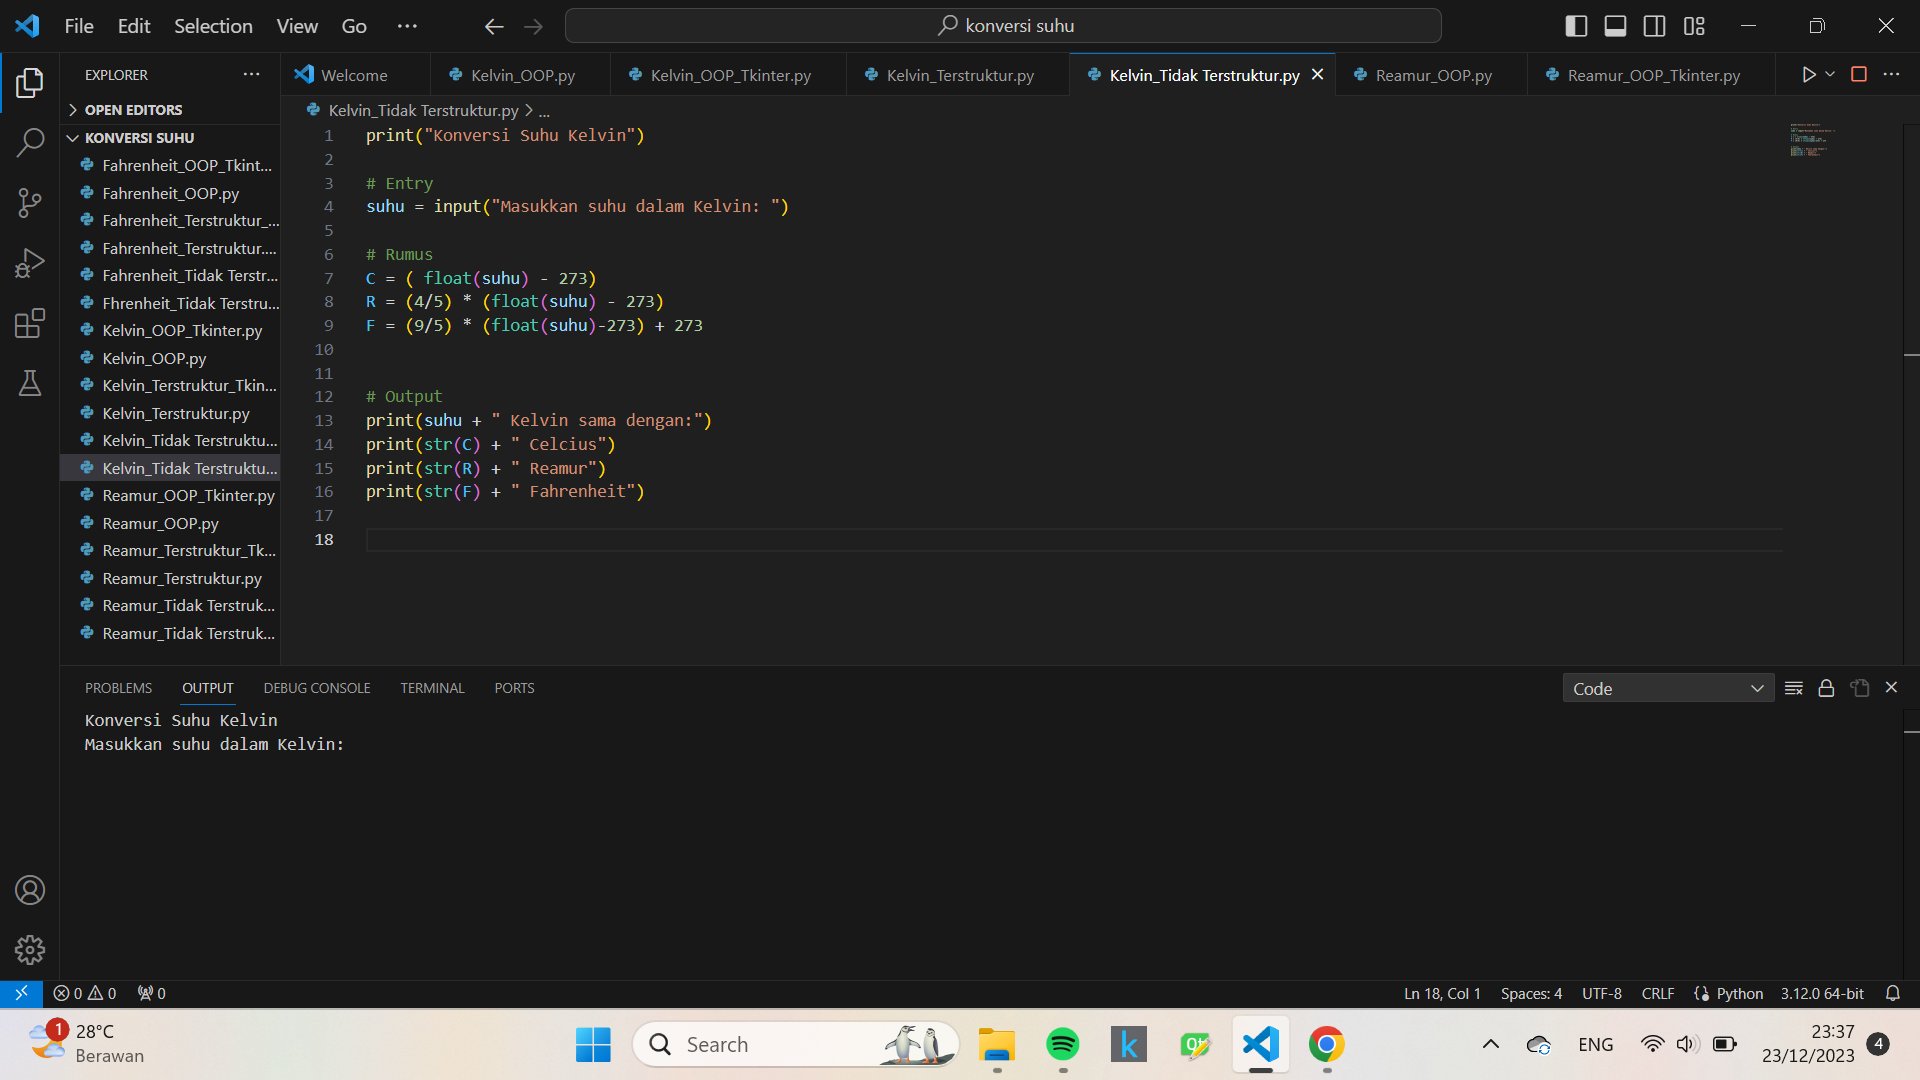 File Edit Selection View Go ···
konversi suhu
EXPLORER ···
Welcome Kelvin_OOP.py Kelvin_OOP_Tkinter.py Kelvin_Terstruktur.py Kelvin_Tidak Terstruktur.py Reamur_OOP.py Reamur_OOP_Tkinter.py ···
OPEN EDITORS
KONVERSI SUHU
Fahrenheit_OOP_Tkint...
Fahrenheit_OOP.py
Fahrenheit_Terstruktur_...
Fahrenheit_Terstruktur....
Fahrenheit_Tidak Terstr...
Fhrenheit_Tidak Terstru...
Kelvin_OOP_Tkinter.py
Kelvin_OOP.py
Kelvin_Terstruktur_Tkin...
Kelvin_Terstruktur.py
Kelvin_Tidak Terstruktu...
Kelvin_Tidak Terstruktu...
Reamur_OOP_Tkinter.py
Reamur_OOP.py
Reamur_Terstruktur_Tk...
Reamur_Terstruktur.py
Reamur_Tidak Terstruk...
Reamur_Tidak Terstruk...
Kelvin_Tidak Terstruktur.py > ...
1 print("Konversi Suhu Kelvin")
2
3 # Entry
4 suhu = input("Masukkan suhu dalam Kelvin: ")
5
6 # Rumus
7 C = ( float(suhu) - 273)
8 R = (4/5) * (float(suhu) - 273)
9 F = (9/5) * (float(suhu)-273) + 273
10
11
12 # Output
13 print(suhu + " Kelvin sama dengan:")
14 print(str(C) + " Celcius")
15 print(str(R) + " Reamur")
16 print(str(F) + " Fahrenheit")
17
18
PROBLEMS OUTPUT DEBUG CONSOLE TERMINAL PORTS
Code
Konversi Suhu Kelvin
Masukkan suhu dalam Kelvin:
0 0 0
Ln 18, Col 1 Spaces: 4 UTF-8 CRLF Python 3.12.0 64-bit
1
28°C
Berawan
Search
k
Qt
ENG
23:37
23/12/2023
4